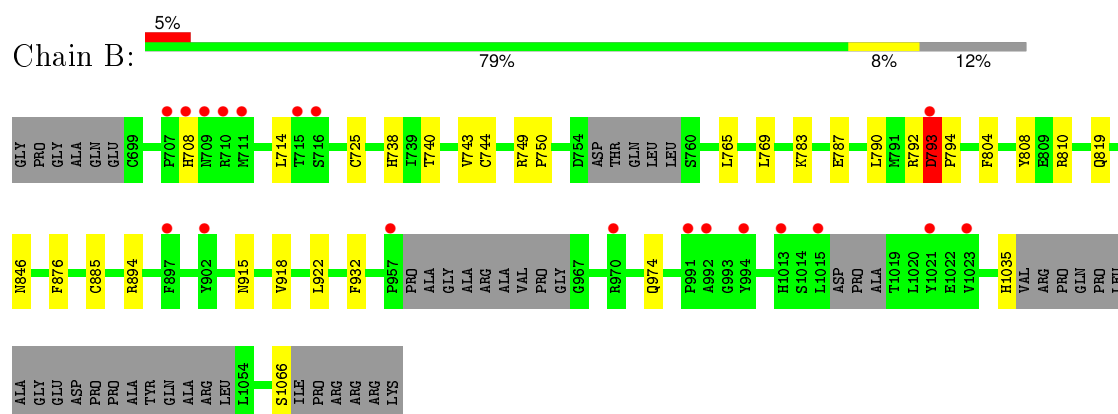 5%
Chain B:
79% 8% 12%
GLY PRO GLY ALA GLN GLU C699 P707 H708 N709 R710 M711 L714 T715 S716 C725 H738 I739 T740 V743 C744 R749 P750 D754 ASP THR GLN LEU LEU S760 L765 L769 K783 E787 L790 M791 R792 D793 P794 F804 Y808 E809 R810 Q819
N846 F876 C885 R894 F897 Y902 N915 V918 L922 F932 P957 PRO ALA GLY ALA ARG ALA VAL PRO GLY G967 R970 Q974 P991 A992 G993 Y994 H1013 S1014 L1015 ASP PRO ALA T1019 L1020 Y1021 E1022 V1023 H1035 VAL ARG PRO GLN PRO LEU
ALA GLY GLU ASP PRO PRO ALA TYR GLN ALA ARG LEU L1054 S1066 ILE PRO ARG ARG ARG LYS